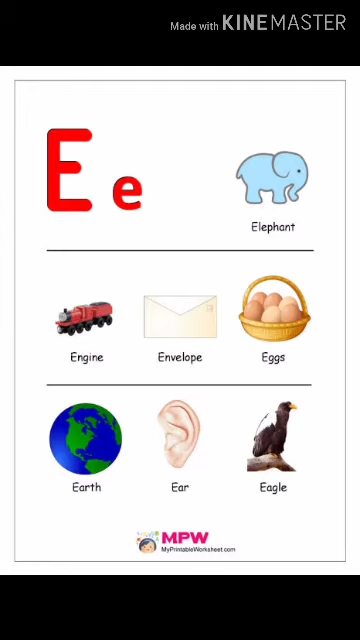 Made with KINEMASTER
E e
Elephant
Engine Envelope Eggs
Earth Ear Eagle
MPW
MyPrintableWorksheet.com